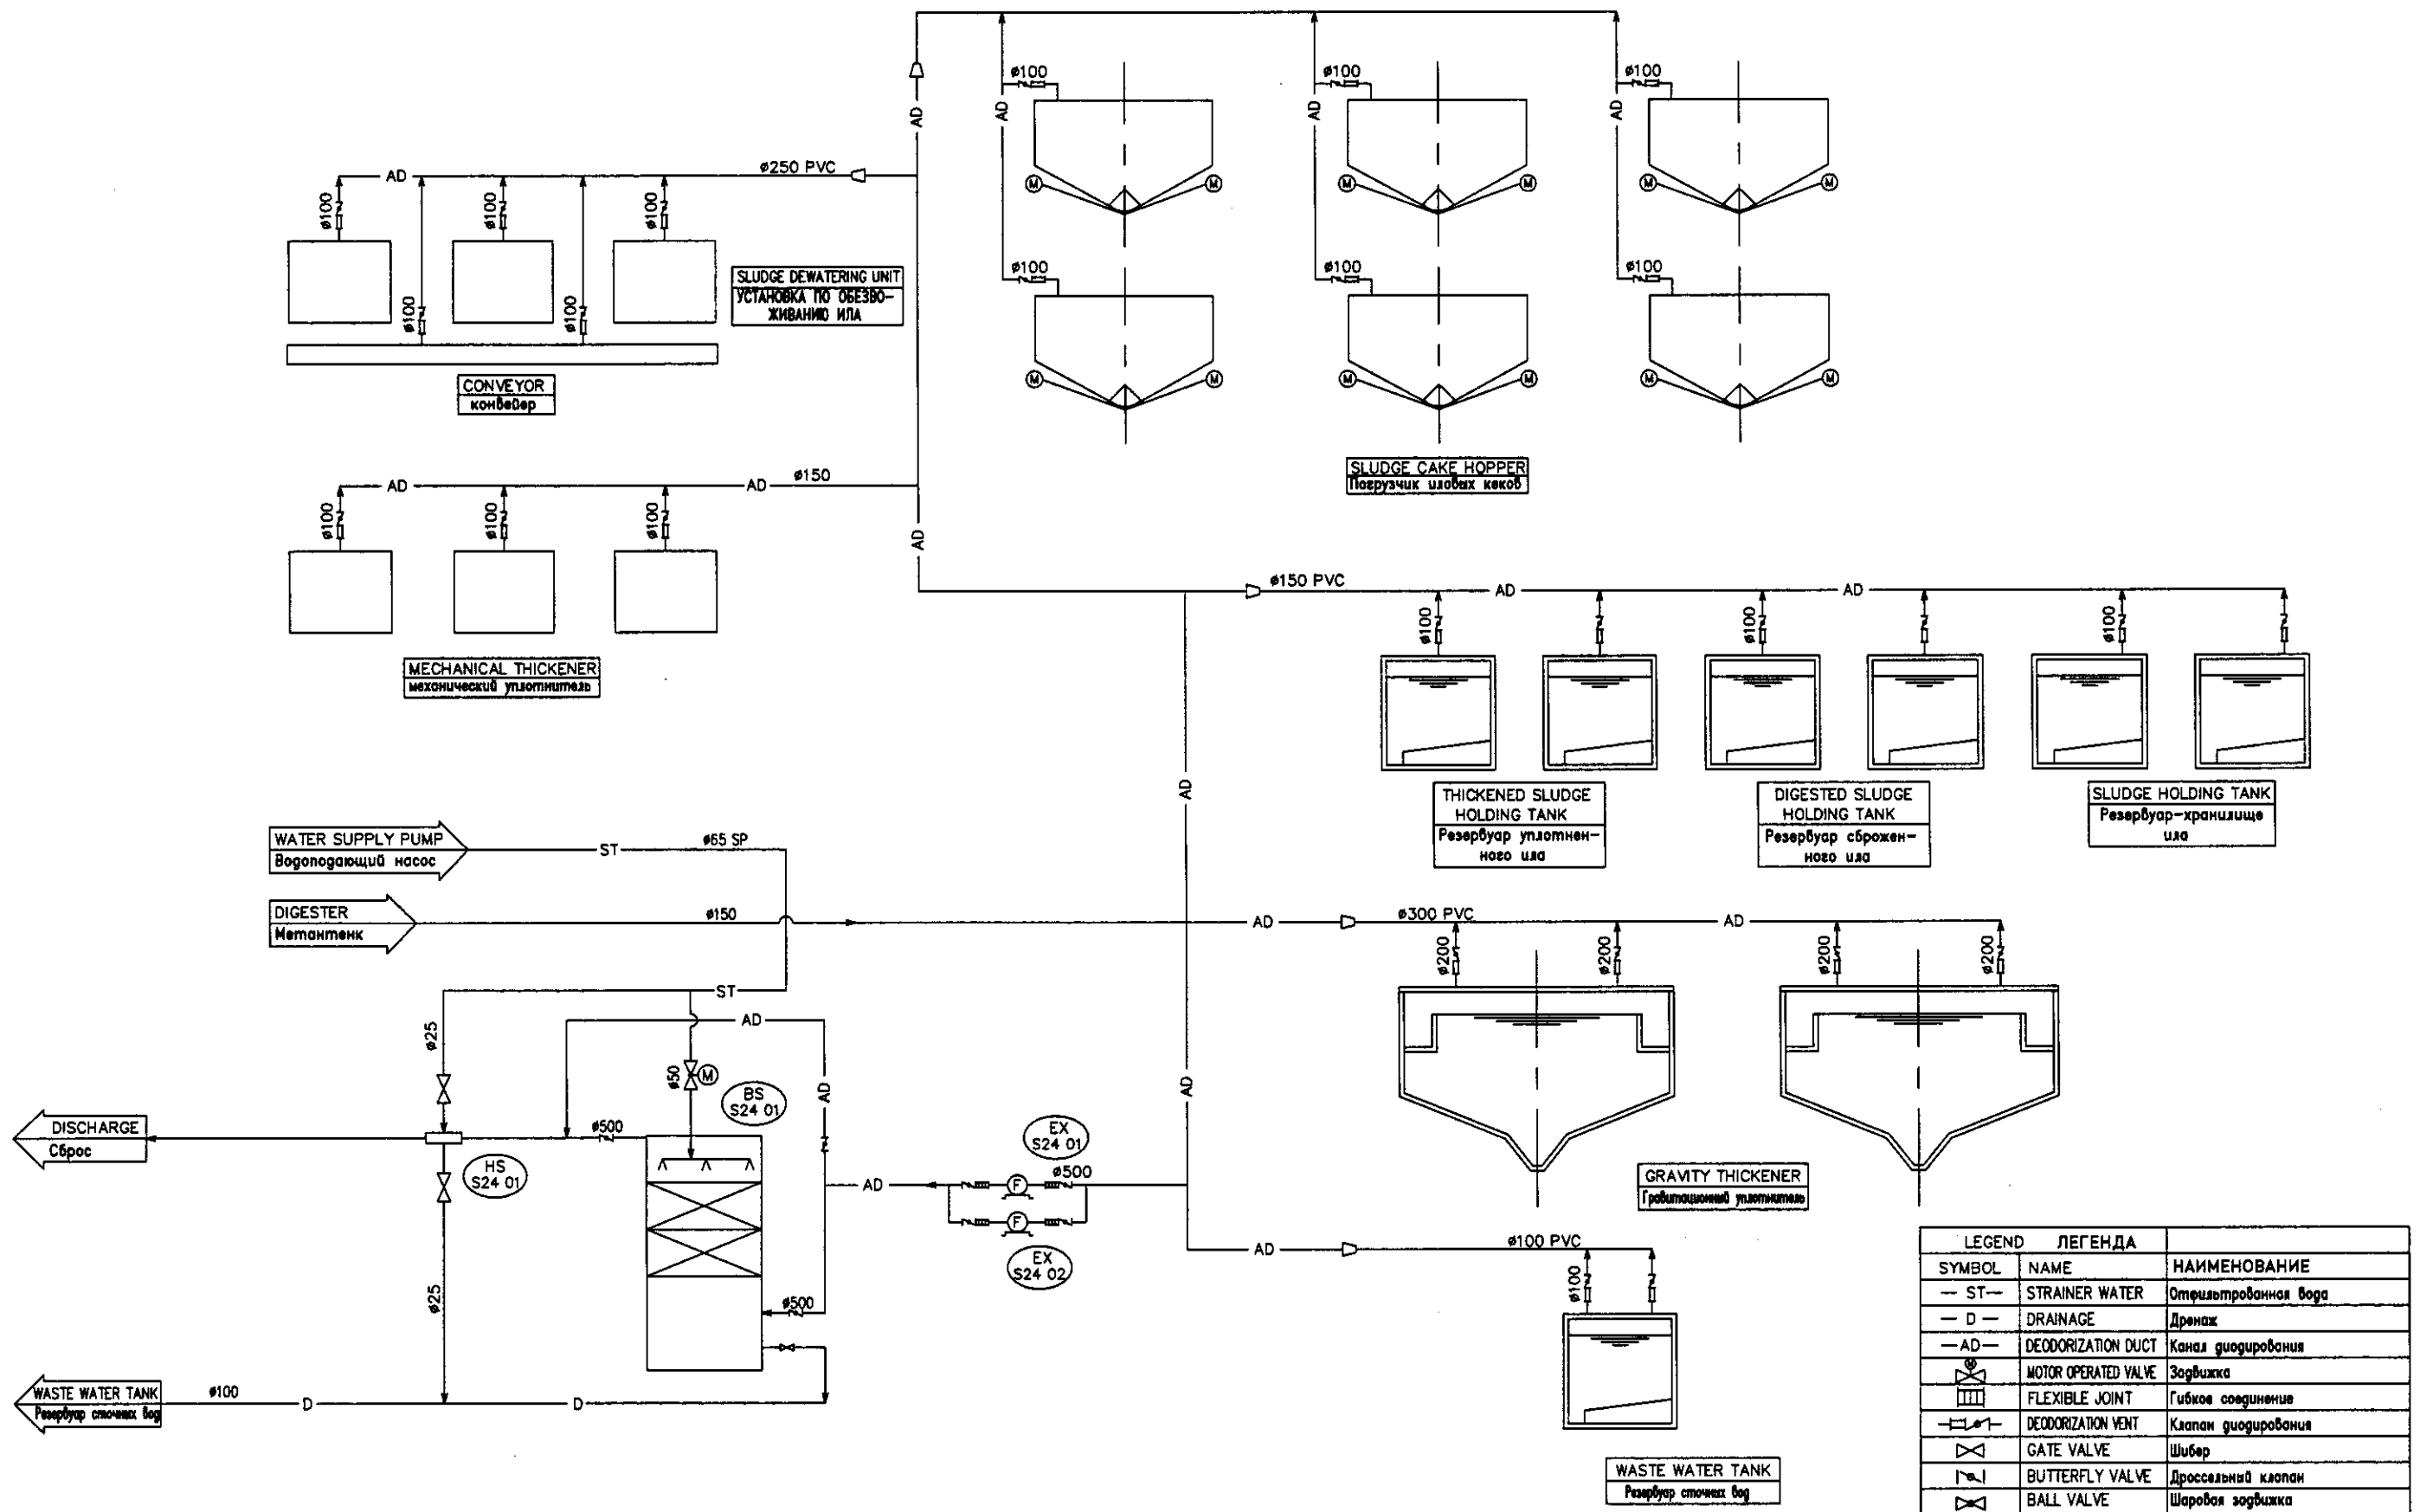 ø100
ø100
ø100
AD
AD
AD
AD
ø250 PVC
AD
ø100
ø100
ø100
M
M
M
M
M
M
SLUDGE DEWATERING UNIT
УСТАНОВКА ПО ОБЕЗВО-
ЖИВАНИЮ ИЛА
ø100
ø100
ø100
ø100
ø100
CONVEYOR
конвейер
M
M
M
M
M
M
SLUDGE CAKE HOPPER
Погрузчик иловых кеков
AD
AD
ø150
ø100
ø100
ø100
AD
MECHANICAL THICKENER
механический уплотнитель
ø150 PVC
AD
AD
ø100
ø100
ø100
AD
THICKENED SLUDGE
HOLDING TANK
Резервуар уплотнен-
ного ила
DIGESTED SLUDGE
HOLDING TANK
Резервуар сброжен-
ного ила
SLUDGE HOLDING TANK
Резервуар-хранилище
ила
WATER SUPPLY PUMP
Водоподающий насос
ST
ø65 SP
DIGESTER
Метантенк
ø150
AD
ø300 PVC
AD
ø200
ø200
ø200
ø200
ST
AD
ø25
ø50
M
AD
AD
BS
S24 01
DISCHARGE
Сброс
ø500
HS
S24 01
EX
S24 01
ø500
AD
F
F
EX
S24 02
GRAVITY THICKENER
Гравитационный уплотнитель
AD
ø100 PVC
ø100
ø500
ø25
WASTE WATER TANK
Резервуар сточных вод
ø100
D
D
WASTE WATER TANK
Резервуар сточных вод
LEGEND ЛЕГЕНДА
SYMBOL NAME НАИМЕНОВАНИЕ
— ST— STRAINER WATER Отфильтрованная вода
— D — DRAINAGE Дренаж
—AD— DEODORIZATION DUCT Канал диодирования
M MOTOR OPERATED VALVE Задвижка
FLEXIBLE JOINT Гибкое соединение
DEODORIZATION VENT Клапан диодирования
GATE VALVE Шибер
BUTTERFLY VALVE Дроссельный клапан
BALL VALVE Шаровая задвижка